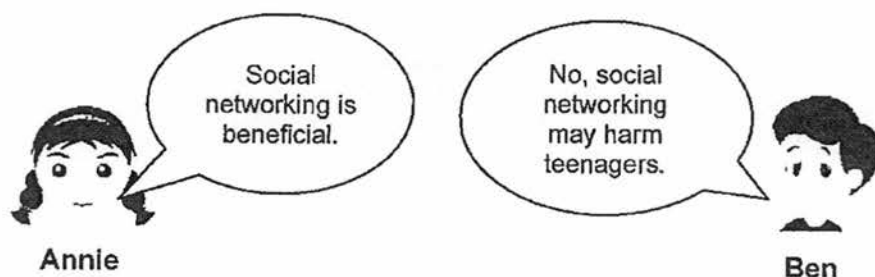 Social
networking is
beneficial.
No, social
networking
may harm
teenagers.
Annie
Ben